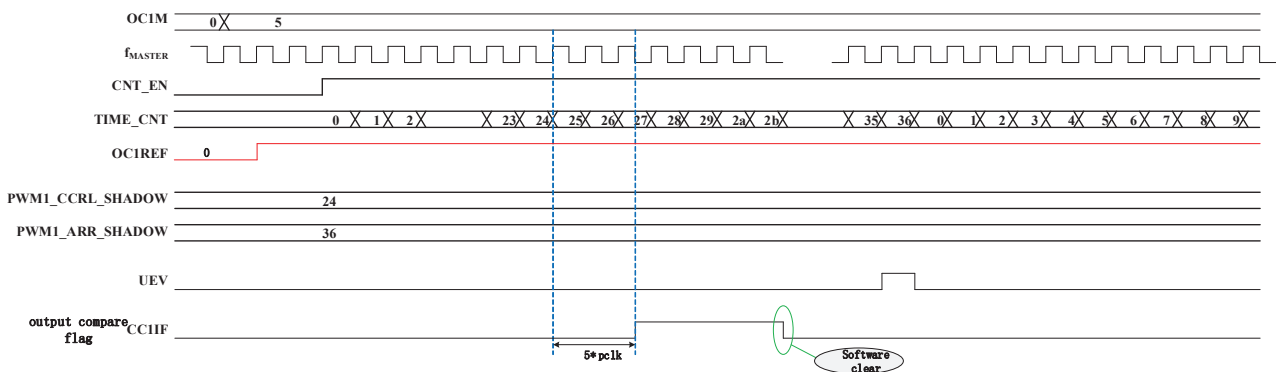 OC1M 0 5
fMASTER
CNT_EN
TIME_CNT 0 1 2 23 24 25 26 27 28 29 2a 2b 35 36 0 1 2 3 4 5 6 7 8 9
OC1REF 0
PWM1_CCRL_SHADOW 24
PWM1_ARR_SHADOW 36
UEV
output compare
flag
CC1IF
5*pclk
Software
clear